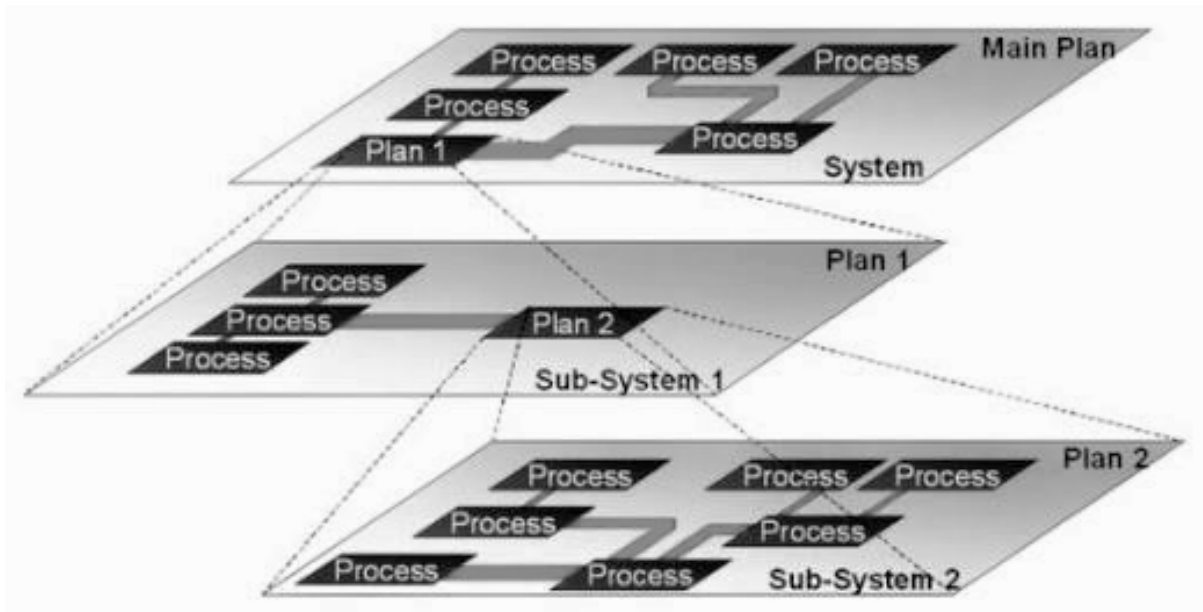 Main Plan
Process Process Process
Process
Plan 1 Process
System
Plan 1
Process
Process Plan 2
Process
Sub-System 1
Plan 2
Process Process Process
Process Process
Process Process
Sub-System 2